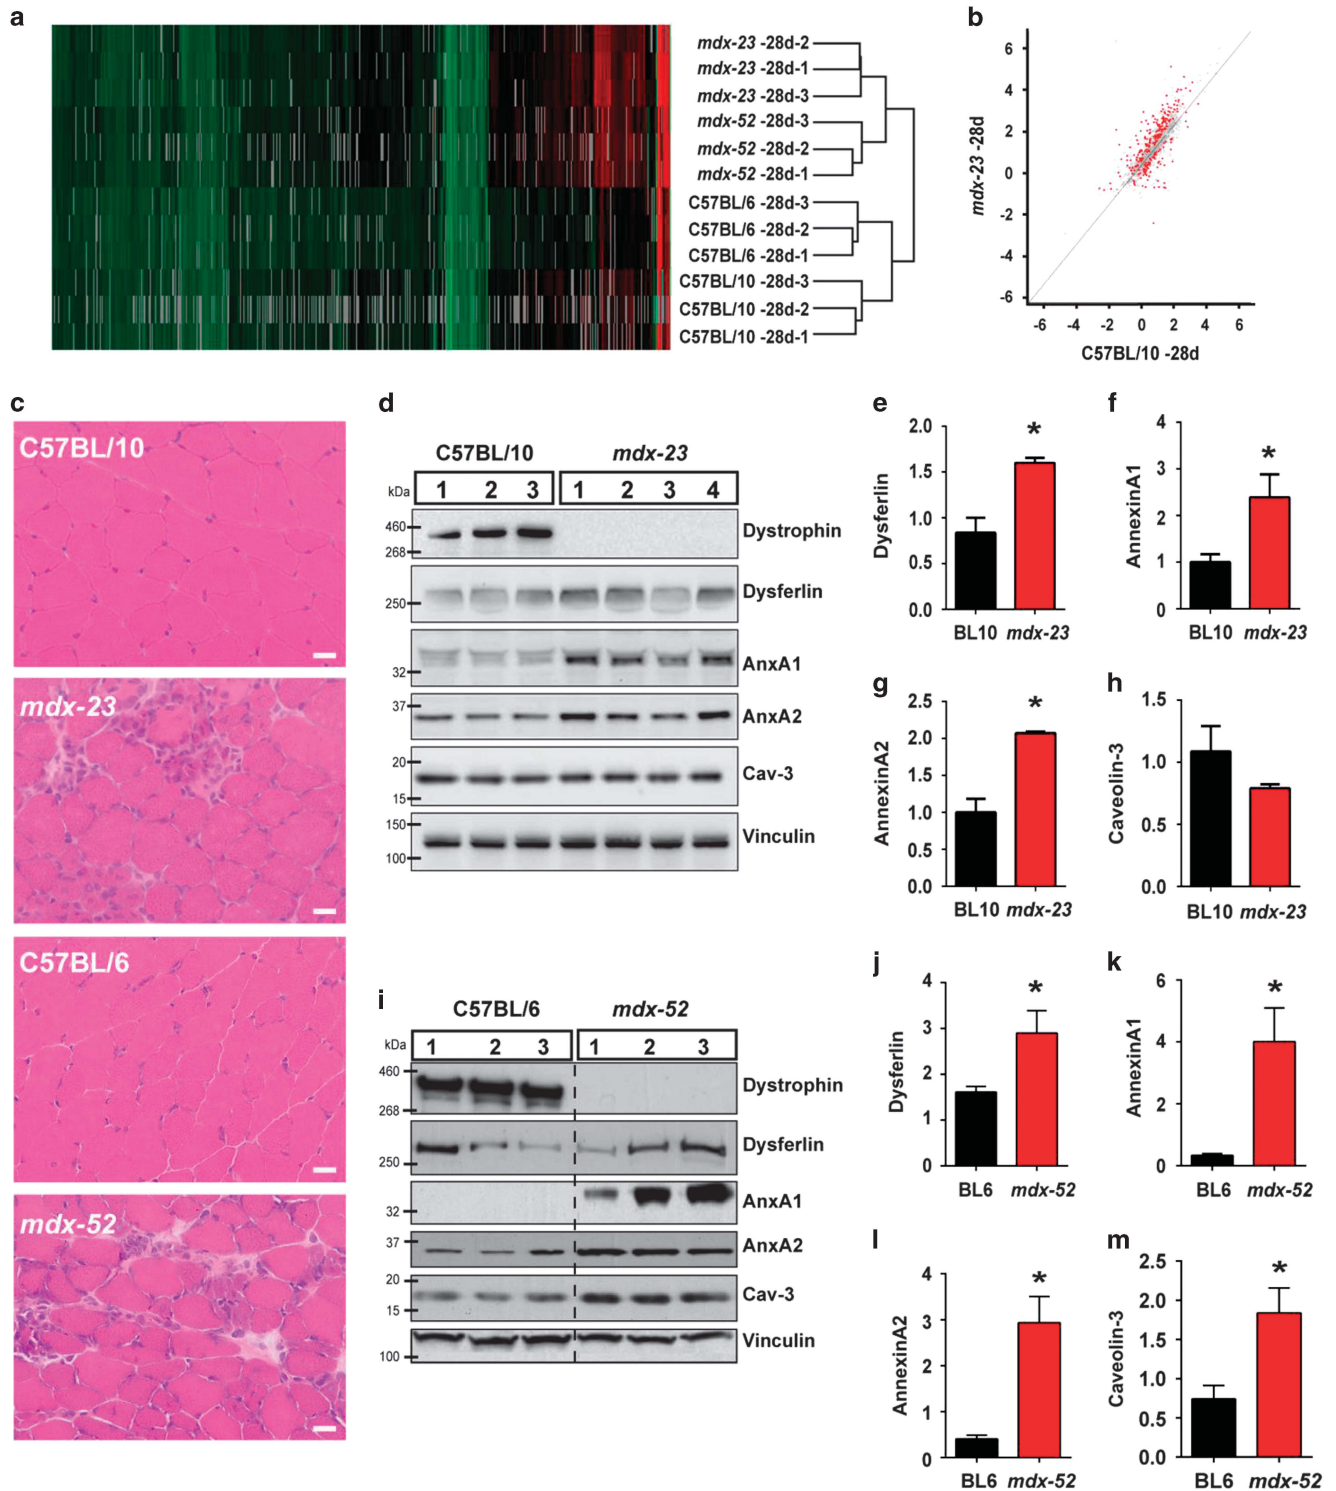 a
mdx-23 -28d-2
mdx-23 -28d-1
mdx-23 -28d-3
mdx-52 -28d-3
mdx-52 -28d-2
mdx-52 -28d-1
C57BL/6 -28d-3
C57BL/6 -28d-2
C57BL/6 -28d-1
C57BL/10 -28d-3
C57BL/10 -28d-2
C57BL/10 -28d-1
b
mdx-23 -28d
6
4
2
0
-2
-4
-6
-6 -4 -2 0 2 4 6
C57BL/10 -28d
c
C57BL/10
mdx-23
C57BL/6
mdx-52
d
C57BL/10 mdx-23
kDa 1 2 3 1 2 3 4
460
268
Dystrophin
250
Dysferlin
32
AnxA1
37
AnxA2
20
15
Cav-3
150
100
Vinculin
e
Dysferlin
2.0
1.5
1.0
0.5
0.0
*
BL10 mdx-23
f
AnnexinA1
4
3
2
1
0
*
BL10 mdx-23
g
AnnexinA2
2.5
2.0
1.5
1.0
0.5
0.0
*
BL10 mdx-23
h
Caveolin-3
1.5
1.0
0.5
0.0
BL10 mdx-23
i
C57BL/6 mdx-52
kDa 1 2 3 1 2 3
460
268
Dystrophin
250
Dysferlin
32
AnxA1
37
AnxA2
20
15
Cav-3
100
Vinculin
j
Dysferlin
4
3
2
1
0
*
BL6 mdx-52
k
AnnexinA1
6
4
2
0
*
BL6 mdx-52
l
AnnexinA2
4
3
2
1
0
*
BL6 mdx-52
m
Caveolin-3
2.5
2.0
1.5
1.0
0.5
0.0
*
BL6 mdx-52